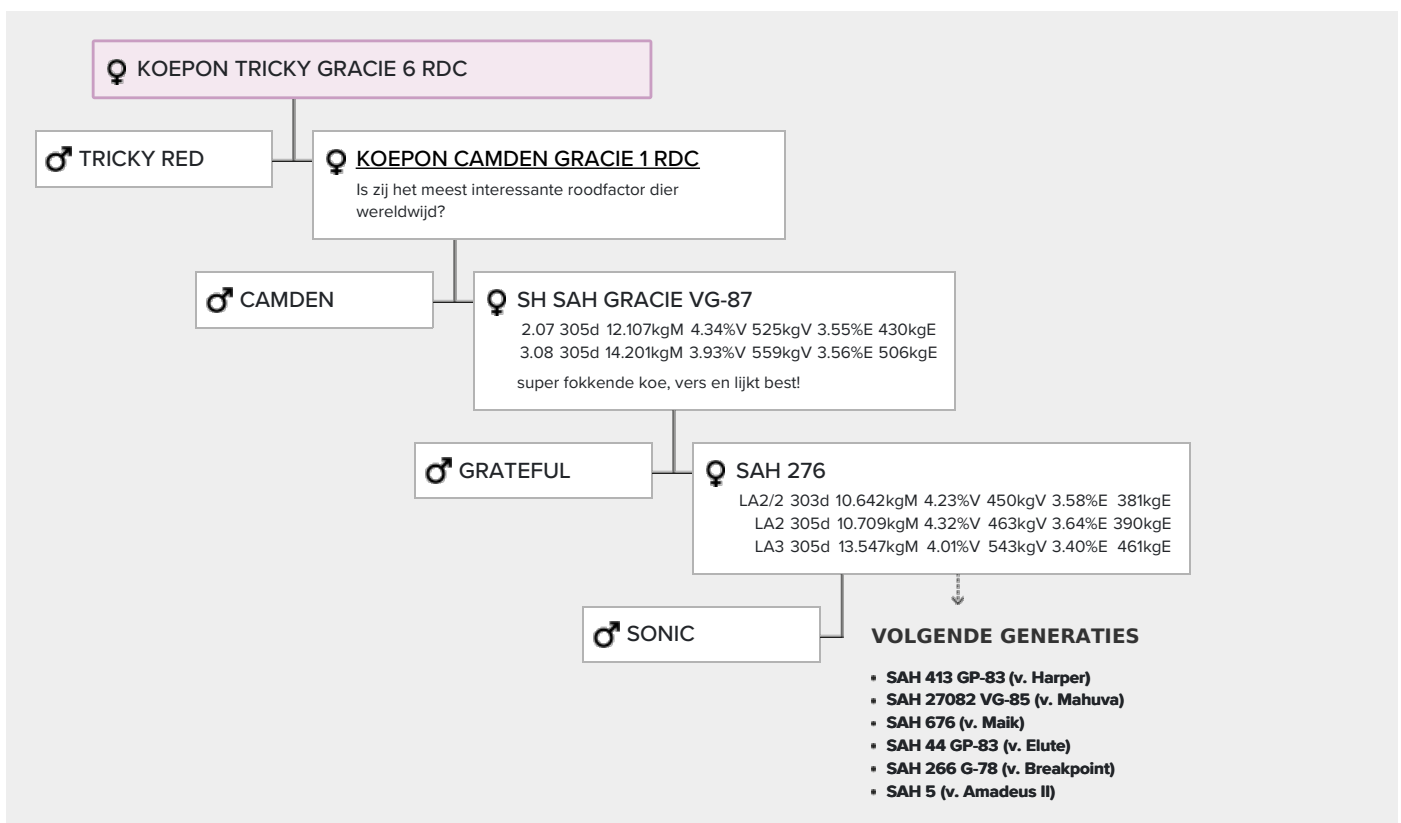 KOEPON TRICKY GRACIE 6 RDC
TRICKY RED
KOEPON CAMDEN GRACIE 1 RDC
Is zij het meest interessante roodfactor dier
wereldwijd?
CAMDEN
SH SAH GRACIE VG-87
2.07 305d 12.107kgM 4.34%V 525kgV 3.55%E 430kgE
3.08 305d 14.201kgM 3.93%V 559kgV 3.56%E 506kgE
super fokkende koe, vers en lijkt best!
GRATEFUL
SAH 276
LA2/2 303d 10.642kgM 4.23%V 450kgV 3.58%E 381kgE
LA2 305d 10.709kgM 4.32%V 463kgV 3.64%E 390kgE
LA3 305d 13.547kgM 4.01%V 543kgV 3.40%E 461kgE
SONIC
VOLGENDE GENERATIES
SAH 413 GP-83 (v. Harper)
SAH 27082 VG-85 (v. Mahuva)
SAH 676 (v. Maik)
SAH 44 GP-83 (v. Elute)
SAH 266 G-78 (v. Breakpoint)
SAH 5 (v. Amadeus II)